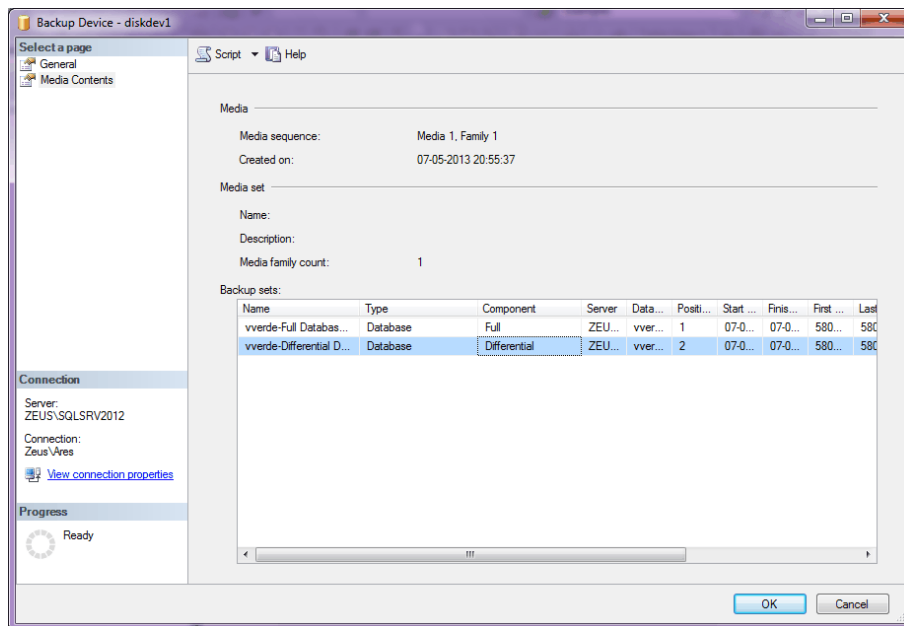 Backup Device - diskdev1
Select a page
General
Media Contents
Script
Help
Media
Media sequence: Media 1, Family 1
Created on: 07-05-2013 20:55:37
Media set
Name:
Description:
Media family count: 1
Backup sets:
Name Type Component Server Data... Positi... Start ... Finis... First ... Last
vverde-Full Databas... Database Full ZEU... vver... 1 07-0... 07-0... 580... 580
vverde-Differential D... Database Differential ZEU... vver... 2 07-0... 07-0... 580... 580
Connection
Server:
ZEUS\SQLSRV2012
Connection:
Zeus\Ares
View connection properties
Progress
Ready
OK Cancel